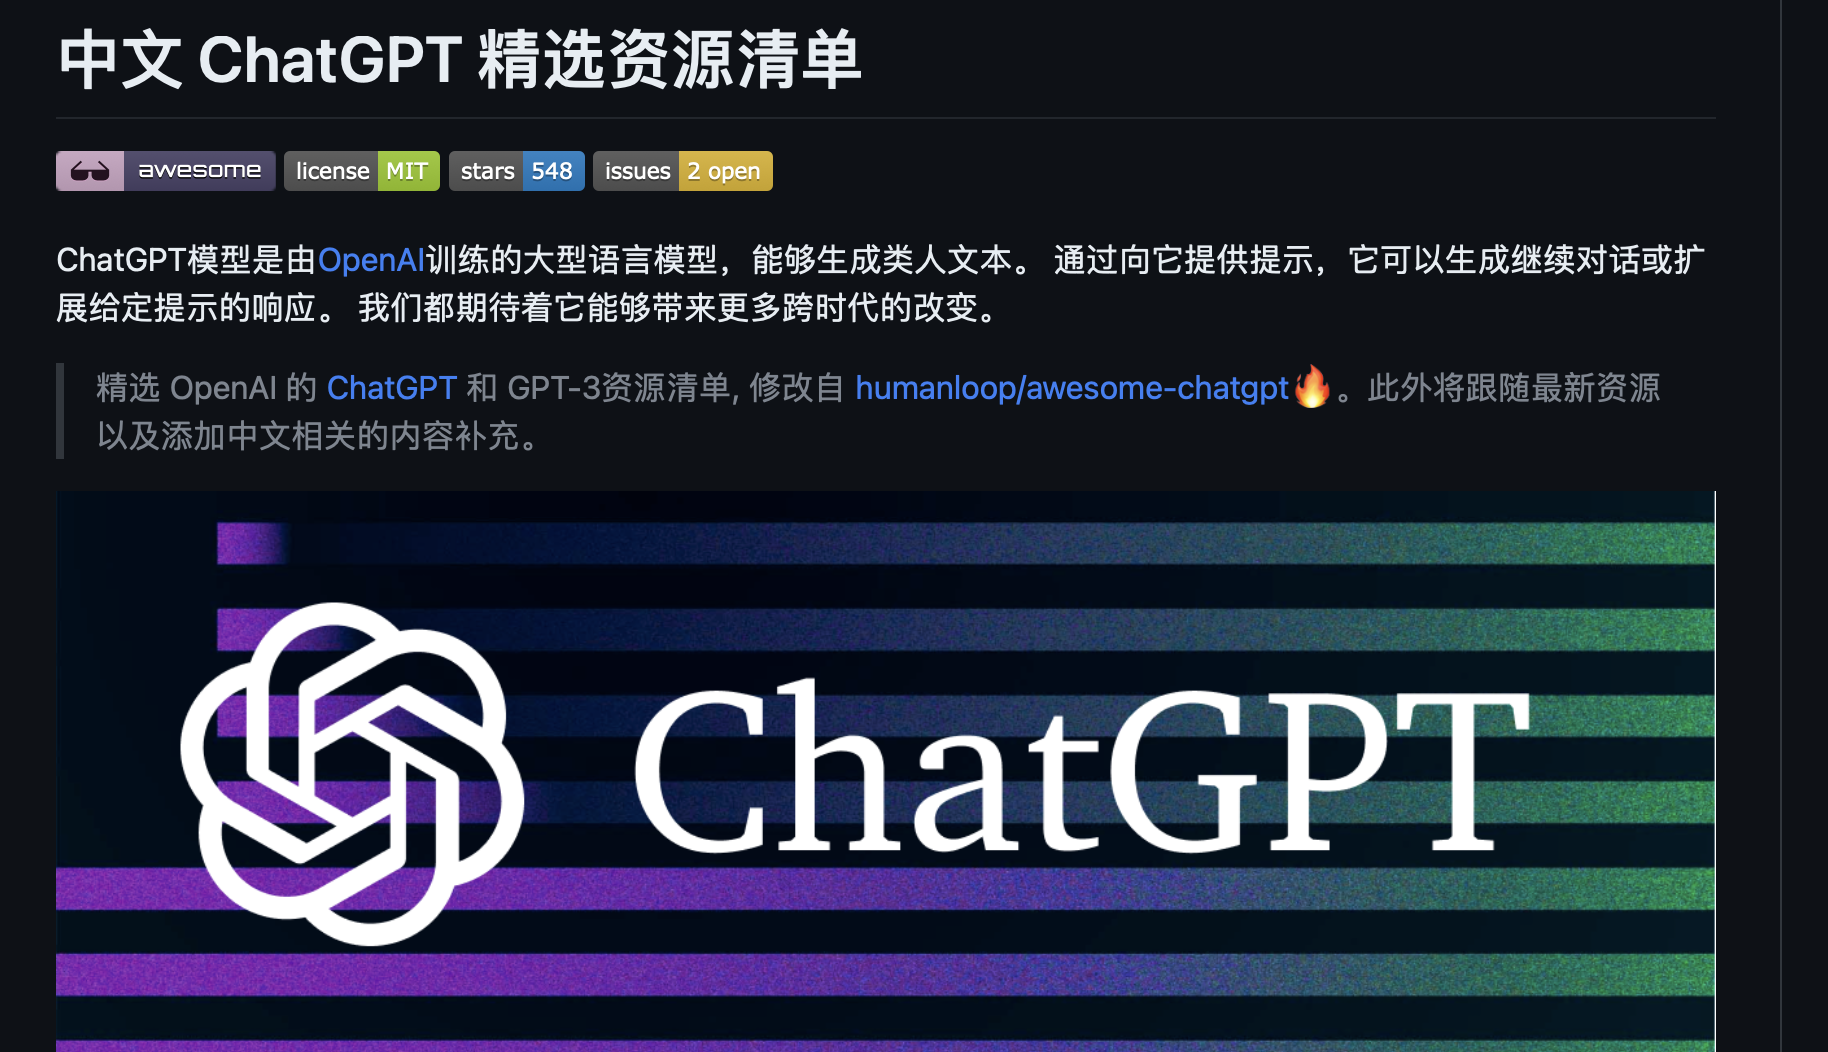 中文 ChatGPT 精选资源清单
awesome license MIT stars 548 issues 2 open
ChatGPT模型是由OpenAI训练的大型语言模型，能够生成类人文本。 通过向它提供提示，它可以生成继续对话或扩
展给定提示的响应。 我们都期待着它能够带来更多跨时代的改变。
精选 OpenAI 的 ChatGPT 和 GPT-3资源清单, 修改自 humanloop/awesome-chatgpt🔥。此外将跟随最新资源
以及添加中文相关的内容补充。
ChatGPT